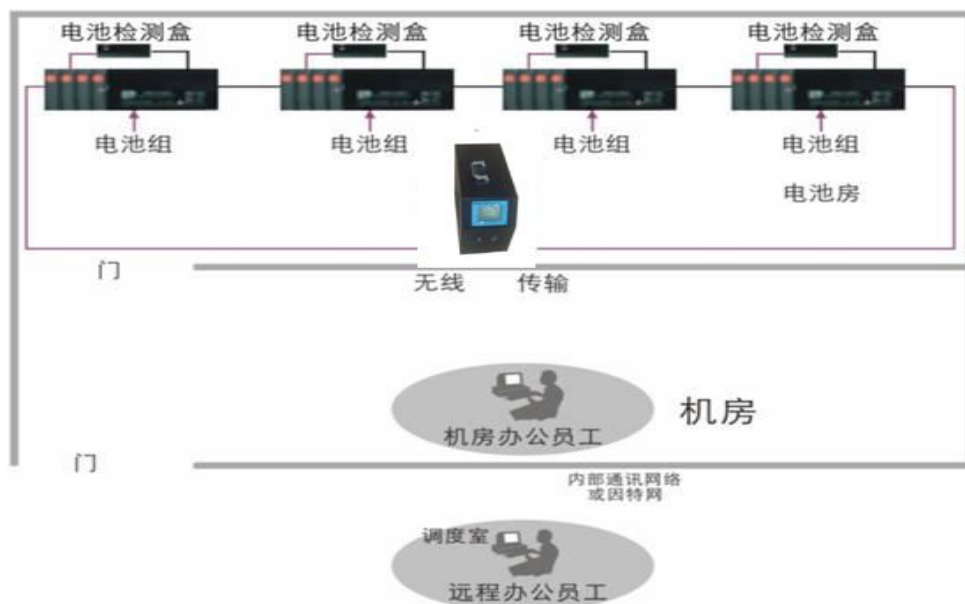 电池检测盒 电池检测盒 电池检测盒 电池检测盒
电池组 电池组 电池组 电池组
电池房
门
无线 传输
机房
机房办公员工
门
内部通讯网络
或因特网
调度室
远程办公员工